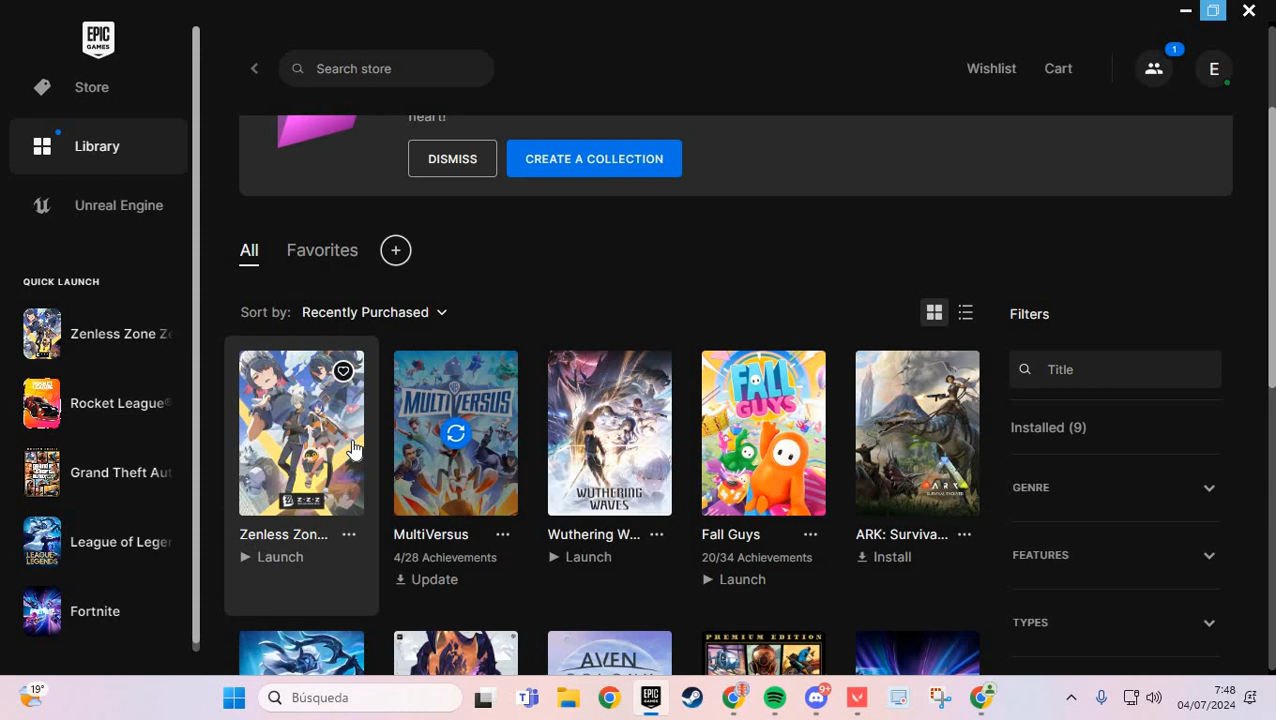 EPIC
GAMES
Store
Library
Unreal Engine
QUICK LAUNCH
Zenless Zone Ze
Rocket League®
Grand Theft Aut
League of Leger
Fortnite
Search store
Wishlist
Cart
1
E
heart!
DISMISS
CREATE A COLLECTION
All
Favorites
+
Sort by: Recently Purchased
Filters
Title
Installed (9)
GENRE
FEATURES
TYPES
Z·Z·Z
Zenless Zon...
Launch
MULTIVERSUS
MultiVersus
4/28 Achievements
Update
WUTHERING
WAVES
Wuthering W...
Launch
FALL
GUYS
Fall Guys
20/34 Achievements
Launch
ARK
ARK: Surviva...
Install
AVEN
PREMIUM EDITION
19°
Búsqueda
9+
7:48
04/07/2024